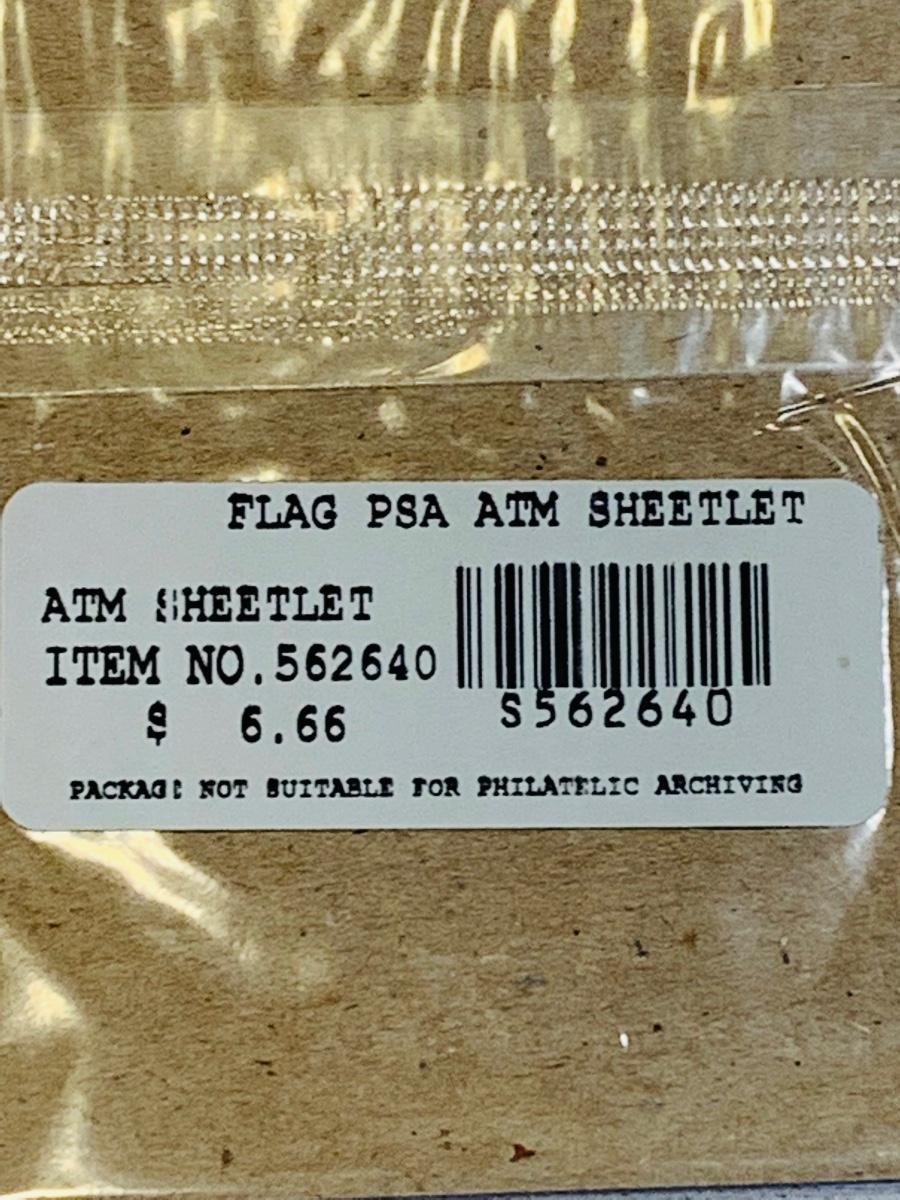 FLAG PSA ATM SHEETLET
ATM SHEETLET
ITEM NO.562640
$ 6.66
S562640
PACKAGE NOT SUITABLE FOR PHILATELIC ARCHIVING